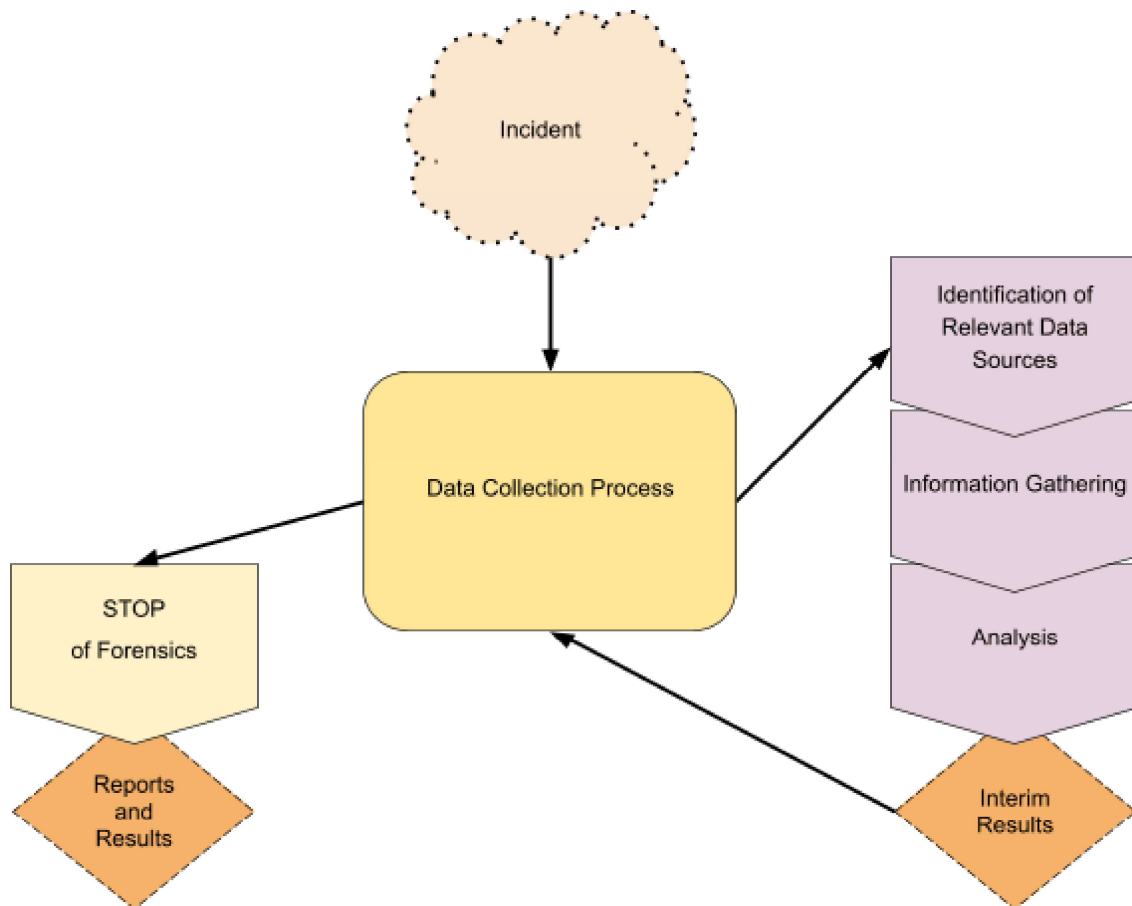 Incident
Identification of
Relevant Data
Sources
Data Collection Process
Information Gathering
STOP
of Forensics
Analysis
Reports
and
Results
Interim
Results